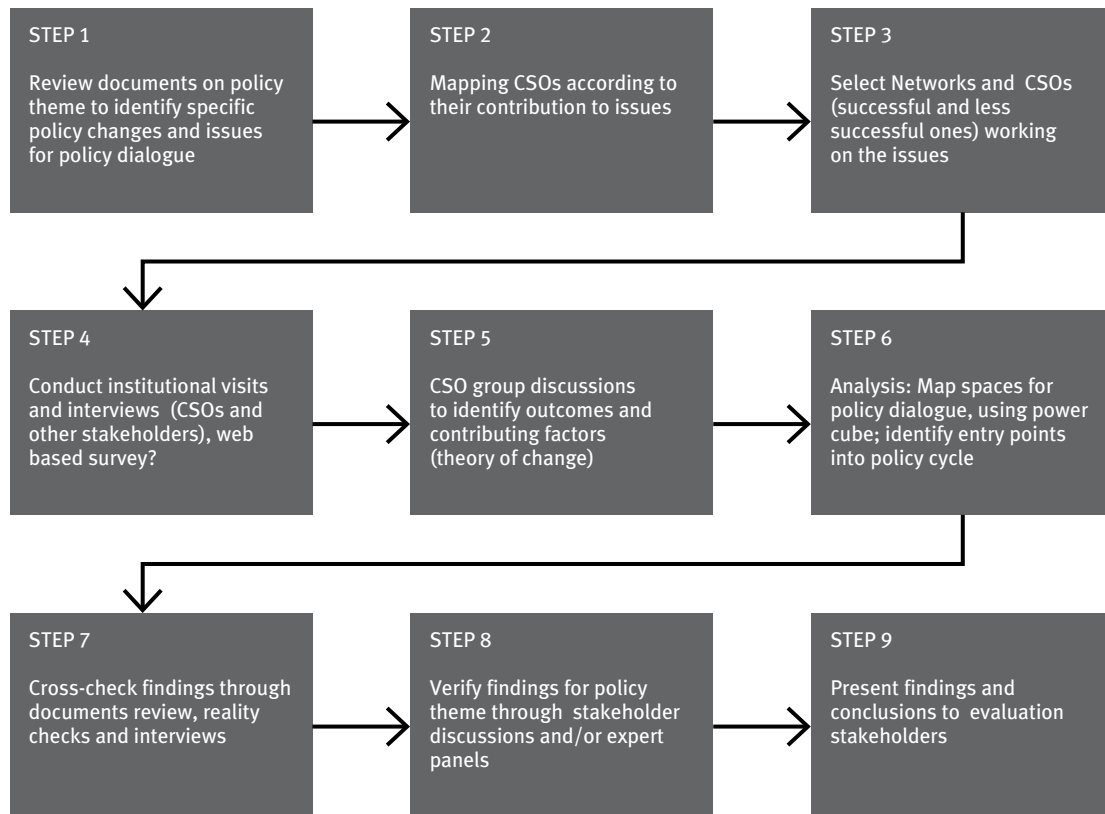 STEP 1
Review documents on policy
theme to identify specific
policy changes and issues
for policy dialogue
STEP 2
Mapping CSOs according to
their contribution to issues
STEP 3
Select Networks and CSOs
(successful and less
successful ones) working
on the issues
STEP 4
Conduct institutional visits
and interviews (CSOs and
other stakeholders), web
based survey?
STEP 5
CSO group discussions
to identify outcomes and
contributing factors
(theory of change)
STEP 6
Analysis: Map spaces for
policy dialogue, using power
cube; identify entry points
into policy cycle
STEP 7
Cross-check findings through
documents review, reality
checks and interviews
STEP 8
Verify findings for policy
theme through stakeholder
discussions and/or expert
panels
STEP 9
Present findings and
conclusions to evaluation
stakeholders